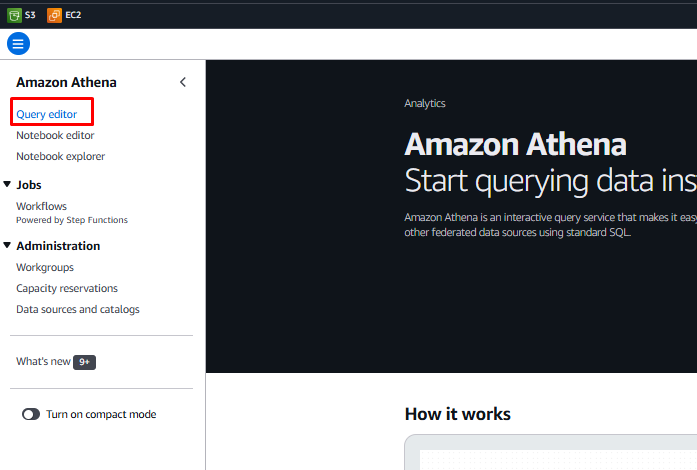 S3 EC2
Amazon Athena
Query editor
Notebook editor
Notebook explorer
Jobs
Workflows
Powered by Step Functions
Administration
Workgroups
Capacity reservations
Data sources and catalogs
What's new 9+
Turn on compact mode
Analytics
Amazon Athena
Start querying data ins
Amazon Athena is an interactive query service that makes it easy
other federated data sources using standard SQL.
How it works